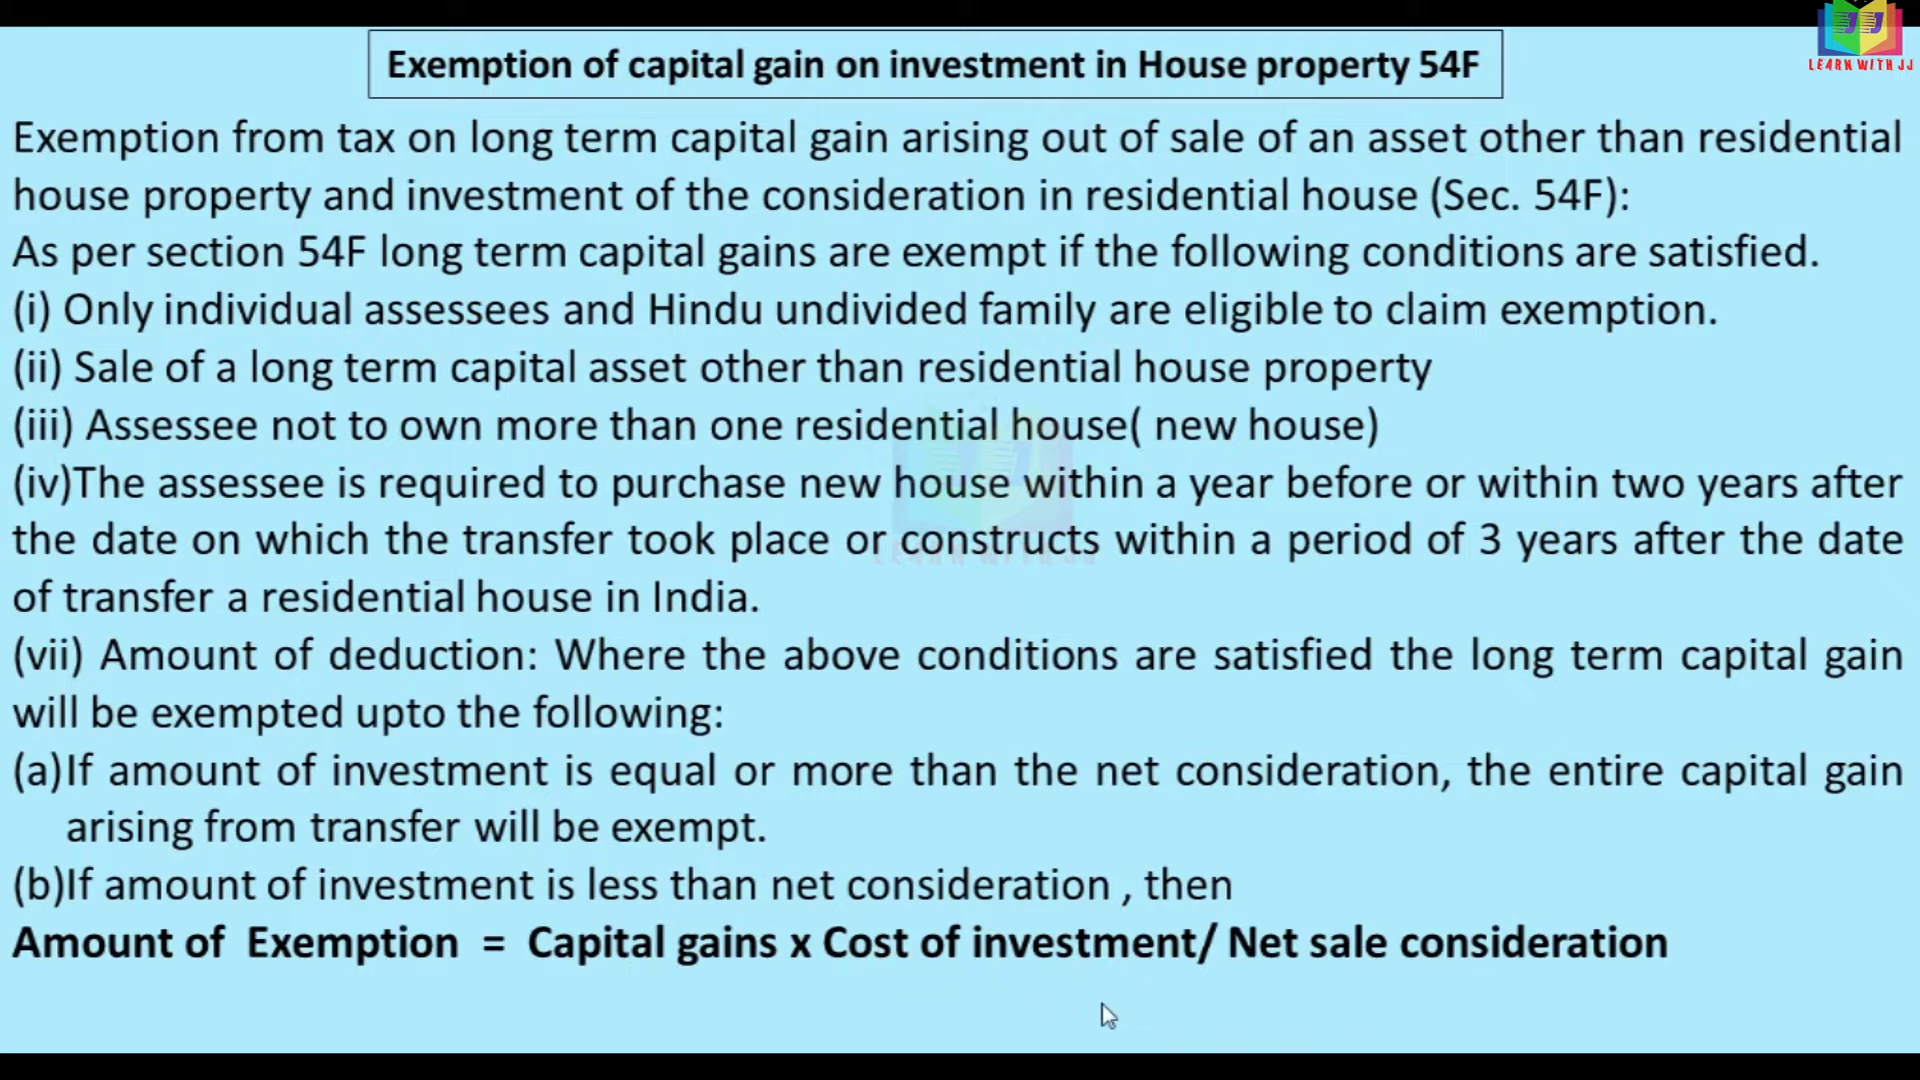 LEARN WITH JJ
Exemption of capital gain on investment in House property 54F
Exemption from tax on long term capital gain arising out of sale of an asset other than residential
house property and investment of the consideration in residential house (Sec. 54F):
As per section 54F long term capital gains are exempt if the following conditions are satisfied.
(i) Only individual assessees and Hindu undivided family are eligible to claim exemption.
(ii) Sale of a long term capital asset other than residential house property
(iii) Assessee not to own more than one residential house( new house)
(iv)The assessee is required to purchase new house within a year before or within two years after
the date on which the transfer took place or constructs within a period of 3 years after the date
of transfer a residential house in India.
(vii) Amount of deduction: Where the above conditions are satisfied the long term capital gain
will be exempted upto the following:
(a)If amount of investment is equal or more than the net consideration, the entire capital gain
arising from transfer will be exempt.
(b)If amount of investment is less than net consideration , then
Amount of Exemption = Capital gains x Cost of investment/ Net sale consideration